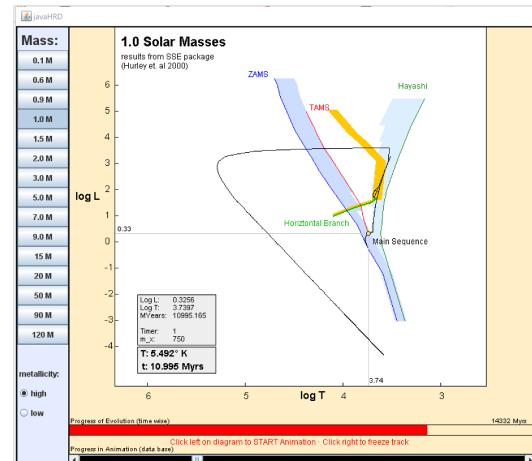 javaHRD
Mass:
0.1 M
0.6 M
0.9 M
1.0 M
1.5 M
2.0 M
3.0 M
5.0 M
7.0 M
9.0 M
15 M
20 M
50 M
90 M
120 M
metallicity:
high
low
1.0 Solar Masses
results from SSE package
(Hurley et. al 2000)
ZAMS
TAMS
Hayashi
Horiztontal Branch
Main Sequence
log L
6
5
4
3
2
1
0
-1
-2
-3
-4
0.33
Log L: 0.3256
Log T: 3.7397
MYears: 10995.165
Timer: 1
m_x: 750
T: 5.492° K
t: 10.995 Myrs
3.74
6 5 4 3
log T
Progress of Evolution (time wise) 14332 Myrs
Click left on diagram to START Animation - Click right to freeze track
Progress in Animation (data base)